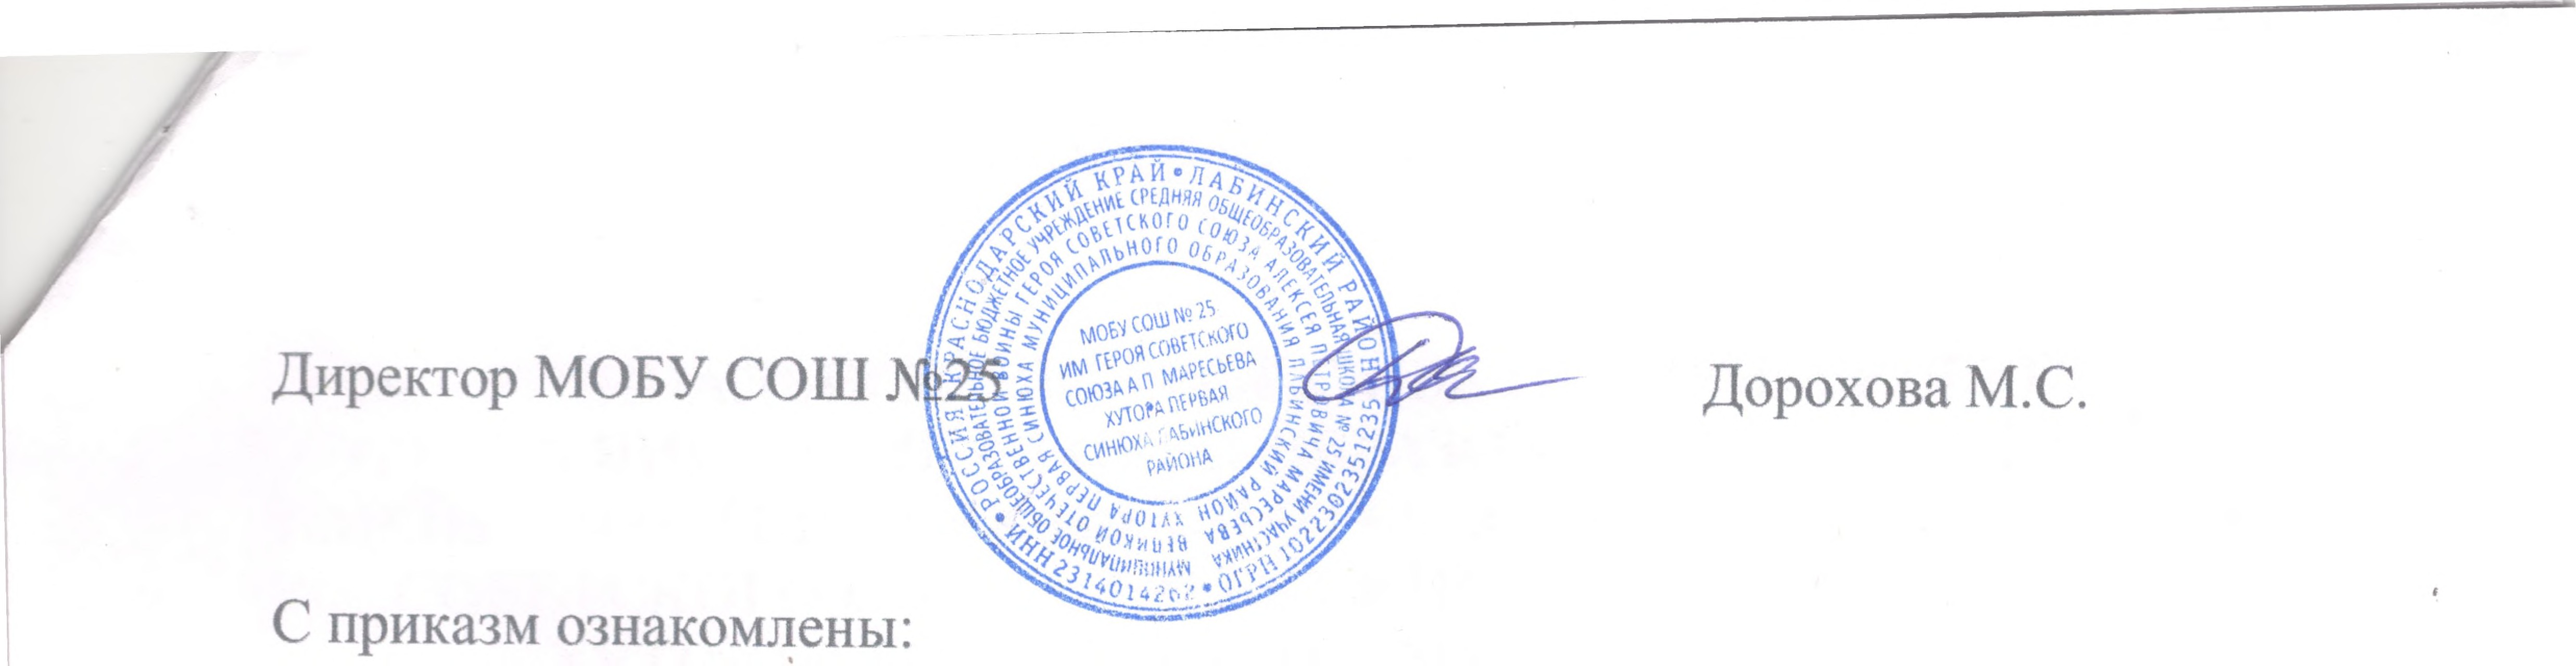 РОССИЯ КРАСНОДАРСКИЙ КРАЙ • ЛАБИНСКИЙ РАЙОН •
ОГРН 1022302351235 • ИНН 2314014262 •
МУНИЦИПАЛЬНОЕ ОБЩЕОБРАЗОВАТЕЛЬНОЕ БЮДЖЕТНОЕ УЧРЕЖДЕНИЕ СРЕДНЯЯ ОБЩЕОБРАЗОВАТЕЛЬНАЯ ШКОЛА № 25 ИМЕНИ УЧАСТНИКА
ВЕЛИКОЙ ОТЕЧЕСТВЕННОЙ ВОЙНЫ ГЕРОЯ СОВЕТСКОГО СОЮЗА АЛЕКСЕЯ ПЕТРОВИЧА МАРЕСЬЕВА
ХУТОРА ПЕРВАЯ СИНЮХА МУНИЦИПАЛЬНОГО ОБРАЗОВАНИЯ ЛАБИНСКИЙ РАЙОН
МОБУ СОШ № 25
ИМ ГЕРОЯ СОВЕТСКОГО
СОЮЗА А П МАРЕСЬЕВА
ХУТОРА ПЕРВАЯ
СИНЮХА ЛАБИНСКОГО
РАЙОНА
Директор МОБУ СОШ №25 Дорохова М.С.
С приказм ознакомлены: